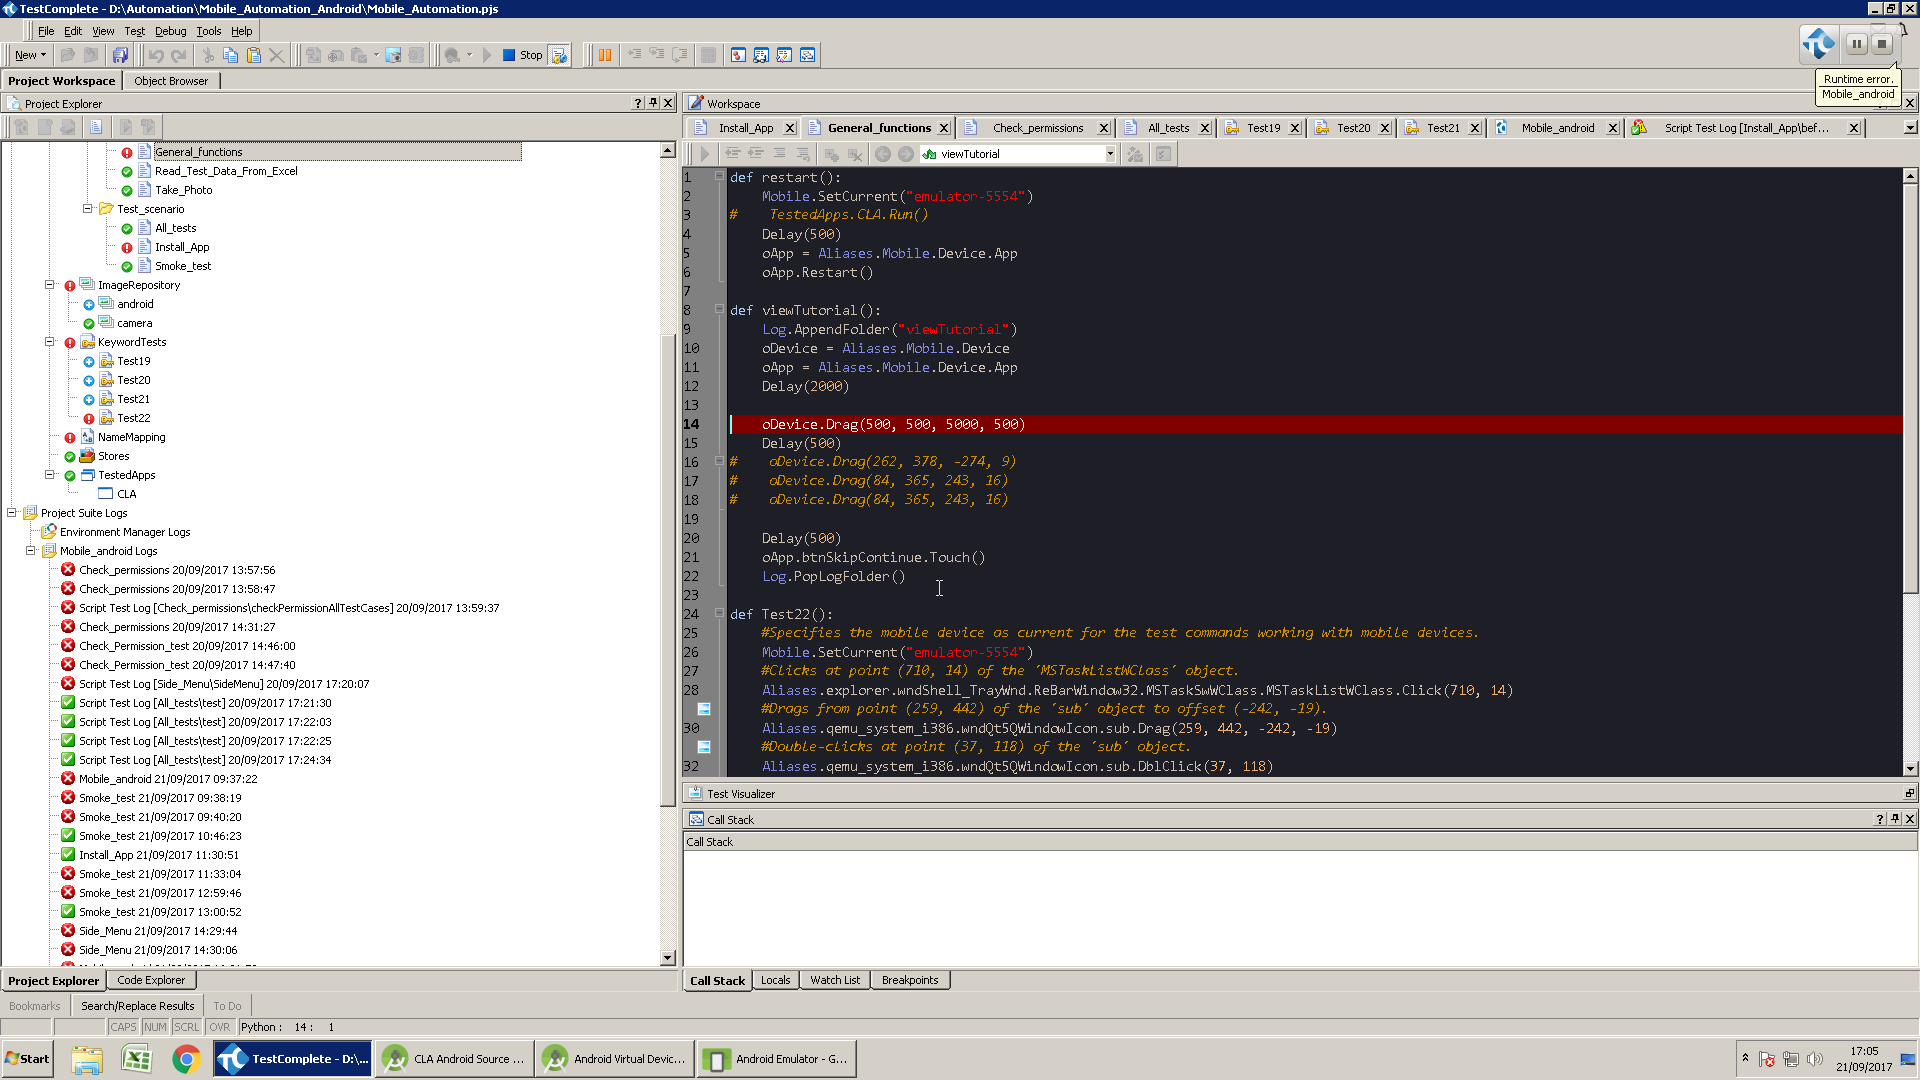 TestComplete - D:\Automation\Mobile_Automation_Android\Mobile_Automation.pjs
File Edit View Test Debug Tools Help
New Stop
Runtime error.
Mobile_android
Project Workspace Object Browser
Project Explorer
General_functions
Read_Test_Data_From_Excel
Take_Photo
Test_scenario
All_tests
Install_App
Smoke_test
ImageRepository
android
camera
KeywordTests
Test19
Test20
Test21
Test22
NameMapping
Stores
TestedApps
CLA
Project Suite Logs
Environment Manager Logs
Mobile_android Logs
Check_permissions 20/09/2017 13:57:56
Check_permissions 20/09/2017 13:58:47
Script Test Log [Check_permissions\checkPermissionAllTestCases] 20/09/2017 13:59:37
Check_permissions 20/09/2017 14:31:27
Check_Permission_test 20/09/2017 14:46:00
Check_Permission_test 20/09/2017 14:47:40
Script Test Log [Side_Menu\SideMenu] 20/09/2017 17:20:07
Script Test Log [All_tests\test] 20/09/2017 17:21:30
Script Test Log [All_tests\test] 20/09/2017 17:22:03
Script Test Log [All_tests\test] 20/09/2017 17:22:25
Script Test Log [All_tests\test] 20/09/2017 17:24:34
Mobile_android 21/09/2017 09:37:22
Smoke_test 21/09/2017 09:38:19
Smoke_test 21/09/2017 09:40:20
Smoke_test 21/09/2017 10:46:23
Install_App 21/09/2017 11:30:51
Smoke_test 21/09/2017 11:33:04
Smoke_test 21/09/2017 12:59:46
Smoke_test 21/09/2017 13:00:52
Side_Menu 21/09/2017 14:29:44
Side_Menu 21/09/2017 14:30:06
Project Explorer Code Explorer
Workspace
Install_App General_functions Check_permissions All_tests Test19 Test20 Test21 Mobile_android Script Test Log [Install_App\bef...
viewTutorial
1 def restart():
2 Mobile.SetCurrent("emulator-5554")
3 # TestedApps.CLA.Run()
4 Delay(500)
5 oApp = Aliases.Mobile.Device.App
6 oApp.Restart()
7
8 def viewTutorial():
9 Log.AppendFolder("viewTutorial")
10 oDevice = Aliases.Mobile.Device
11 oApp = Aliases.Mobile.Device.App
12 Delay(2000)
13
14 oDevice.Drag(500, 500, 5000, 500)
15 Delay(500)
16 # oDevice.Drag(262, 378, -274, 9)
17 # oDevice.Drag(84, 365, 243, 16)
18 # oDevice.Drag(84, 365, 243, 16)
19
20 Delay(500)
21 oApp.btnSkipContinue.Touch()
22 Log.PopLogFolder()
23
24 def Test22():
25 #Specifies the mobile device as current for the test commands working with mobile devices.
26 Mobile.SetCurrent("emulator-5554")
27 #Clicks at point (710, 14) of the 'MSTaskListWClass' object.
28 Aliases.explorer.wndShell_TrayWnd.ReBarWindow32.MSTaskSwWClass.MSTaskListWClass.Click(710, 14)
#Drags from point (259, 442) of the 'sub' object to offset (-242, -19).
30 Aliases.qemu_system_i386.wndQt5QWindowIcon.sub.Drag(259, 442, -242, -19)
#Double-clicks at point (37, 118) of the 'sub' object.
32 Aliases.qemu_system_i386.wndQt5QWindowIcon.sub.DblClick(37, 118)
Test Visualizer
Call Stack
Call Stack
Call Stack Locals Watch List Breakpoints
Bookmarks Search/Replace Results To Do
CAPS NUM SCRL OVR Python : 14 : 1
Start TestComplete - D:\... CLA Android Source ... Android Virtual Devic... Android Emulator - G...
17:05
21/09/2017